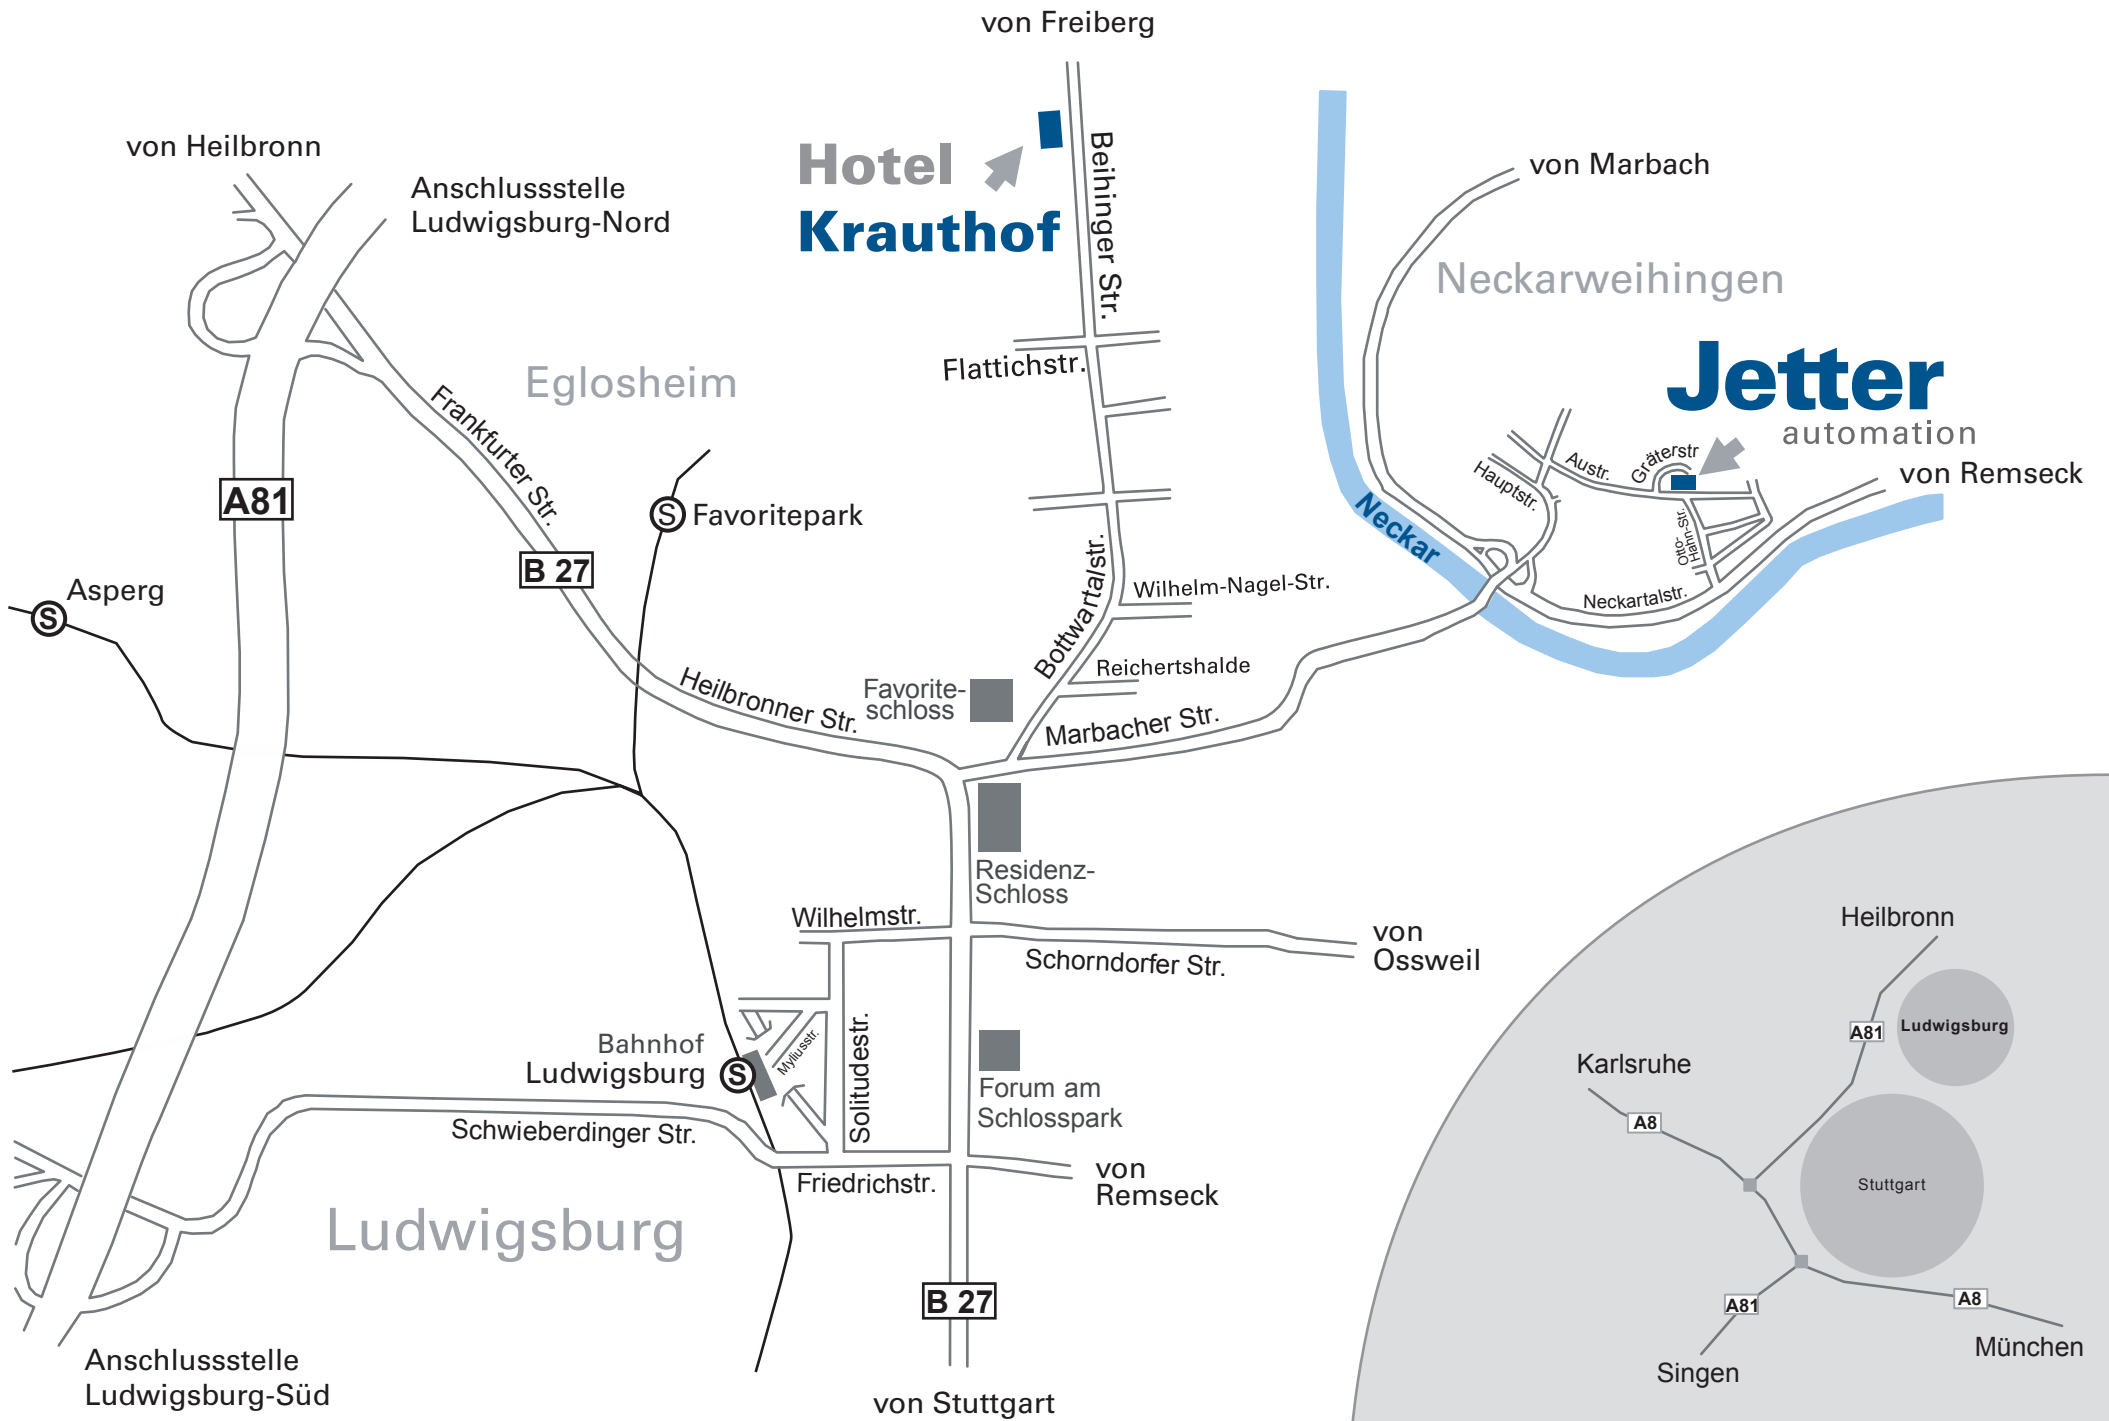 von Freiberg
von Heilbronn
Anschlussstelle
Ludwigsburg-Nord
Hotel
Krauthof
Beihinger Str.
von Marbach
Neckarweihingen
Flattichstr.
Eglosheim
Jetter
automation
Frankfurter Str.
Gräterstr
Austr.
Hauptstr.
von Remseck
A81
Favoritepark
S
Neckar
Otto-
Hahn-Str.
B 27
Asperg
S
Wilhelm-Nagel-Str.
Neckartalstr.
Bottwartalstr.
Reichertshalde
Heilbronner Str.
Favorite-
schloss
Marbacher Str.
Residenz-
Schloss
Wilhelmstr.
von
Ossweil
Schorndorfer Str.
Heilbronn
A81
Ludwigsburg
Bahnhof
Ludwigsburg
S
Myliusstr.
Solitudestr.
Karlsruhe
Forum am
Schlosspark
A8
Schwieberdinger Str.
Friedrichstr.
von
Remseck
Stuttgart
Ludwigsburg
B 27
A81
A8
München
Singen
Anschlussstelle
Ludwigsburg-Süd
von Stuttgart